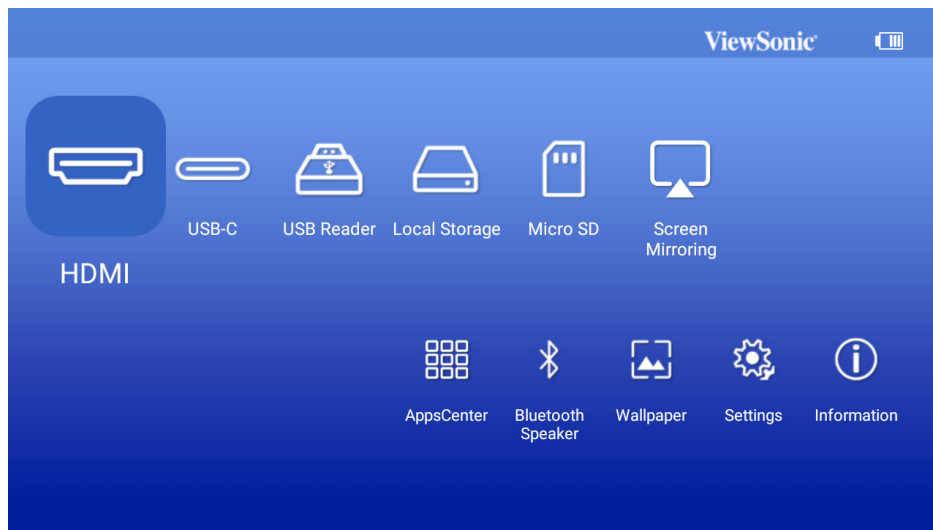 ViewSonic
HDMI
USB-C
USB Reader
Local Storage
Micro SD
Screen
Mirroring
AppsCenter
Bluetooth
Speaker
Wallpaper
Settings
Information